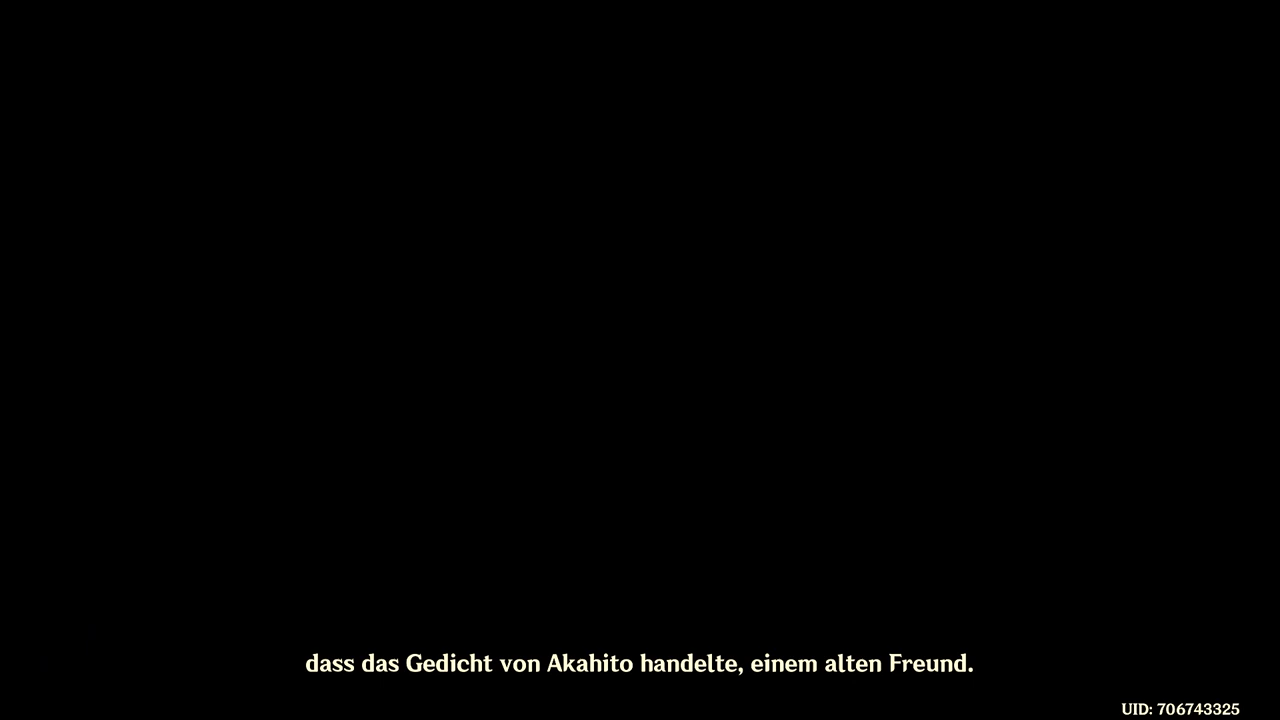 dass das Gedicht von Akahito handelte, einem alten Freund.
UID: 706743325